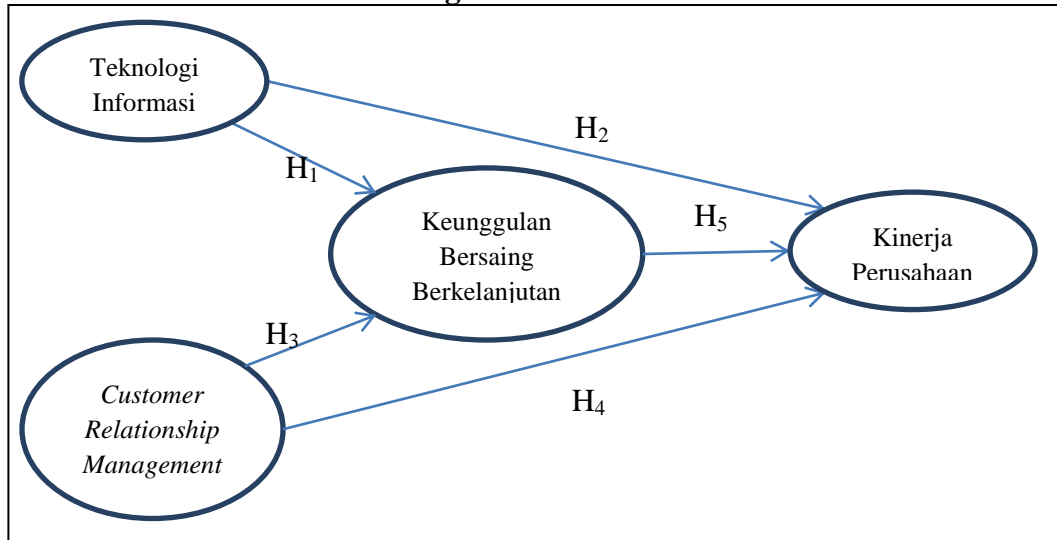 Teknologi
Informasi
H2
H1
Keunggulan
Bersaing
Berkelanjutan
H5
Kinerja
Perusahaan
H3
Customer
Relationship
Management
H4